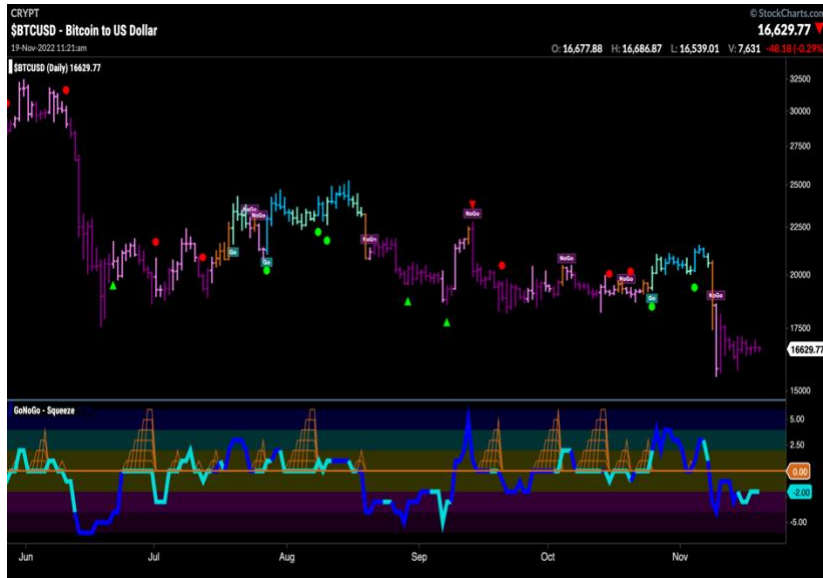 CRYPT
© StockCharts.com
$BTCUSD - Bitcoin to US Dollar
16,629.77
19-Nov-2022 11:21am
O: 16,677.88 H: 16,686.87 L: 16,539.01 V: 7,631 -48.18 (-0.29%)
$BTCUSD (Daily) 16629.77
32500
30000
27500
25000
NoGo
NoGo
NoGo
22500
Go
NoGo
Go
NoGo
20000
NoGo
Go
NoGo
17500
16629.77
15000
GoNoGo - Squeeze
5.00
2.50
0.00
-2.00
-5.00
Jun Jul Aug Sep Oct Nov